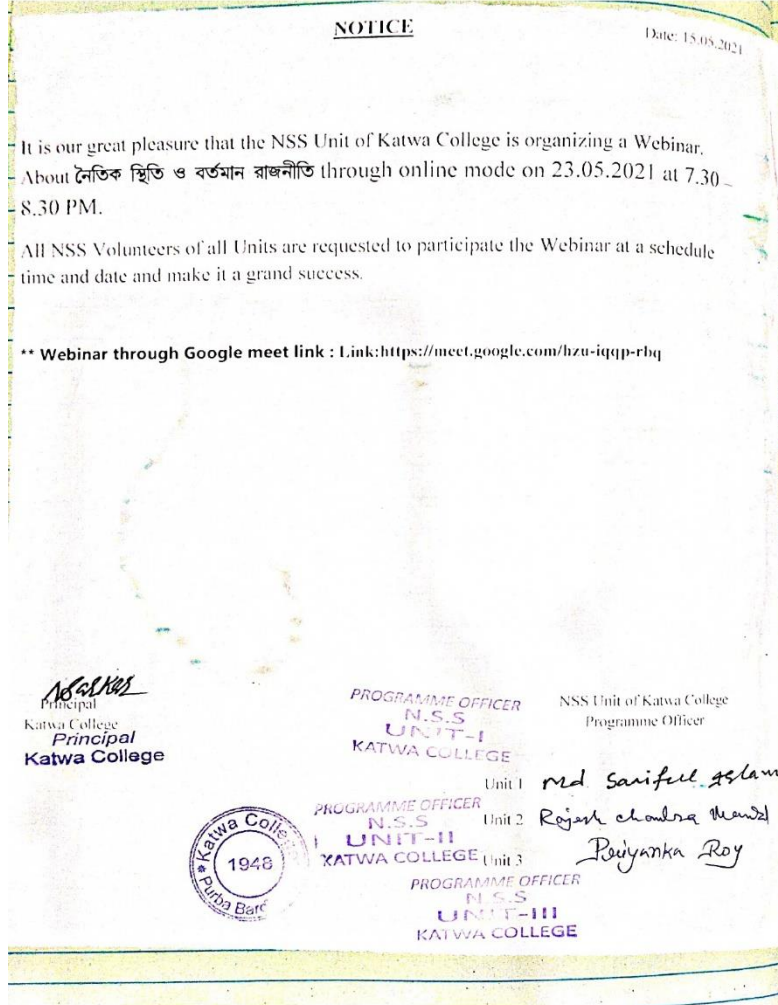 NOTICE
Date: 15.05.2021
It is our great pleasure that the NSS Unit of Katwa College is organizing a Webinar.
About নৈতিক স্থিতি ও বর্তমান রাজনীতি through online mode on 23.05.2021 at 7.30 –
8.30 PM.
All NSS Volunteers of all Units are requested to participate the Webinar at a schedule
time and date and make it a grand success.
** Webinar through Google meet link : Link:https://meet.google.com/hzu-iqqp-rbq
Principal
Katwa College
Principal
Katwa College
PROGRAMME OFFICER
N.S.S
UNIT-I
KATWA COLLEGE
NSS Unit of Katwa College
Programme Officer
Unit 1 Md Sariful Islam
PROGRAMME OFFICER
N.S.S
UNIT-II
KATWA COLLEGE
Unit 2 Rajesh chandra Mandal
Unit 3 Priyanka Roy
PROGRAMME OFFICER
N.S.S
UNIT-III
KATWA COLLEGE
Katwa College
1948
Purba Bard